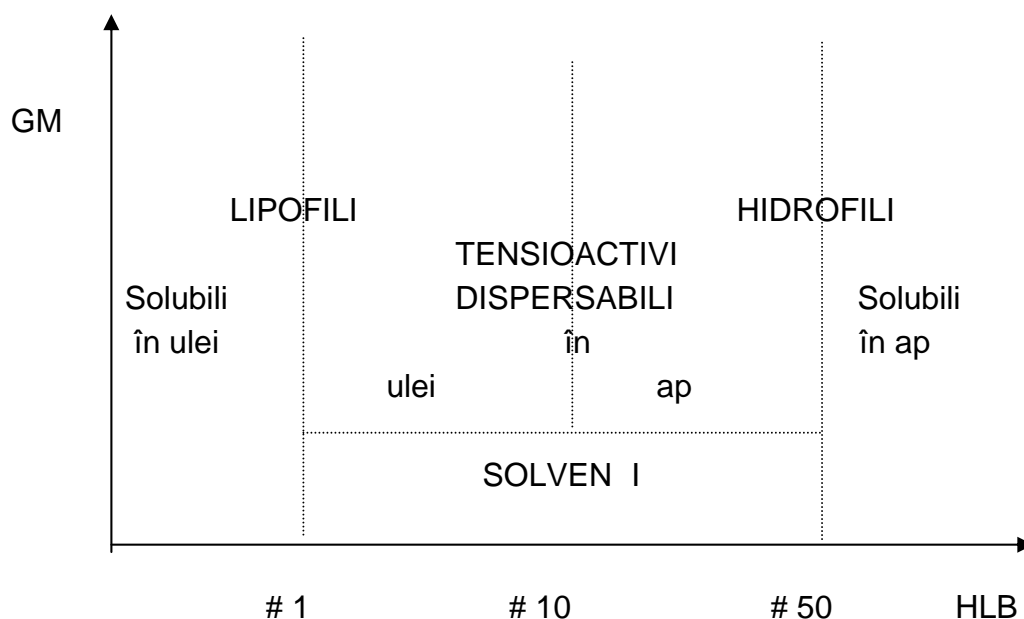 GM
LIPOFILI HIDROFILI
TENSIOACTIVI
Solubili DISPERSABILI Solubili
în ulei în în ap
ulei ap
SOLVEN I
# 1 # 10 # 50 HLB